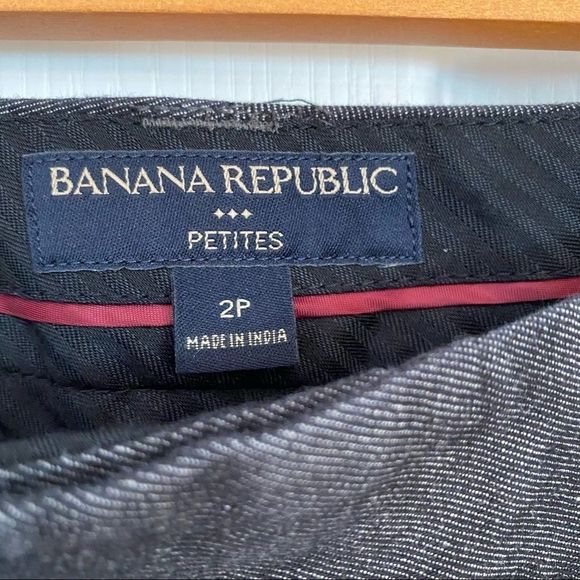 BANANA REPUBLIC
PETITES
2P
MADE IN INDIA